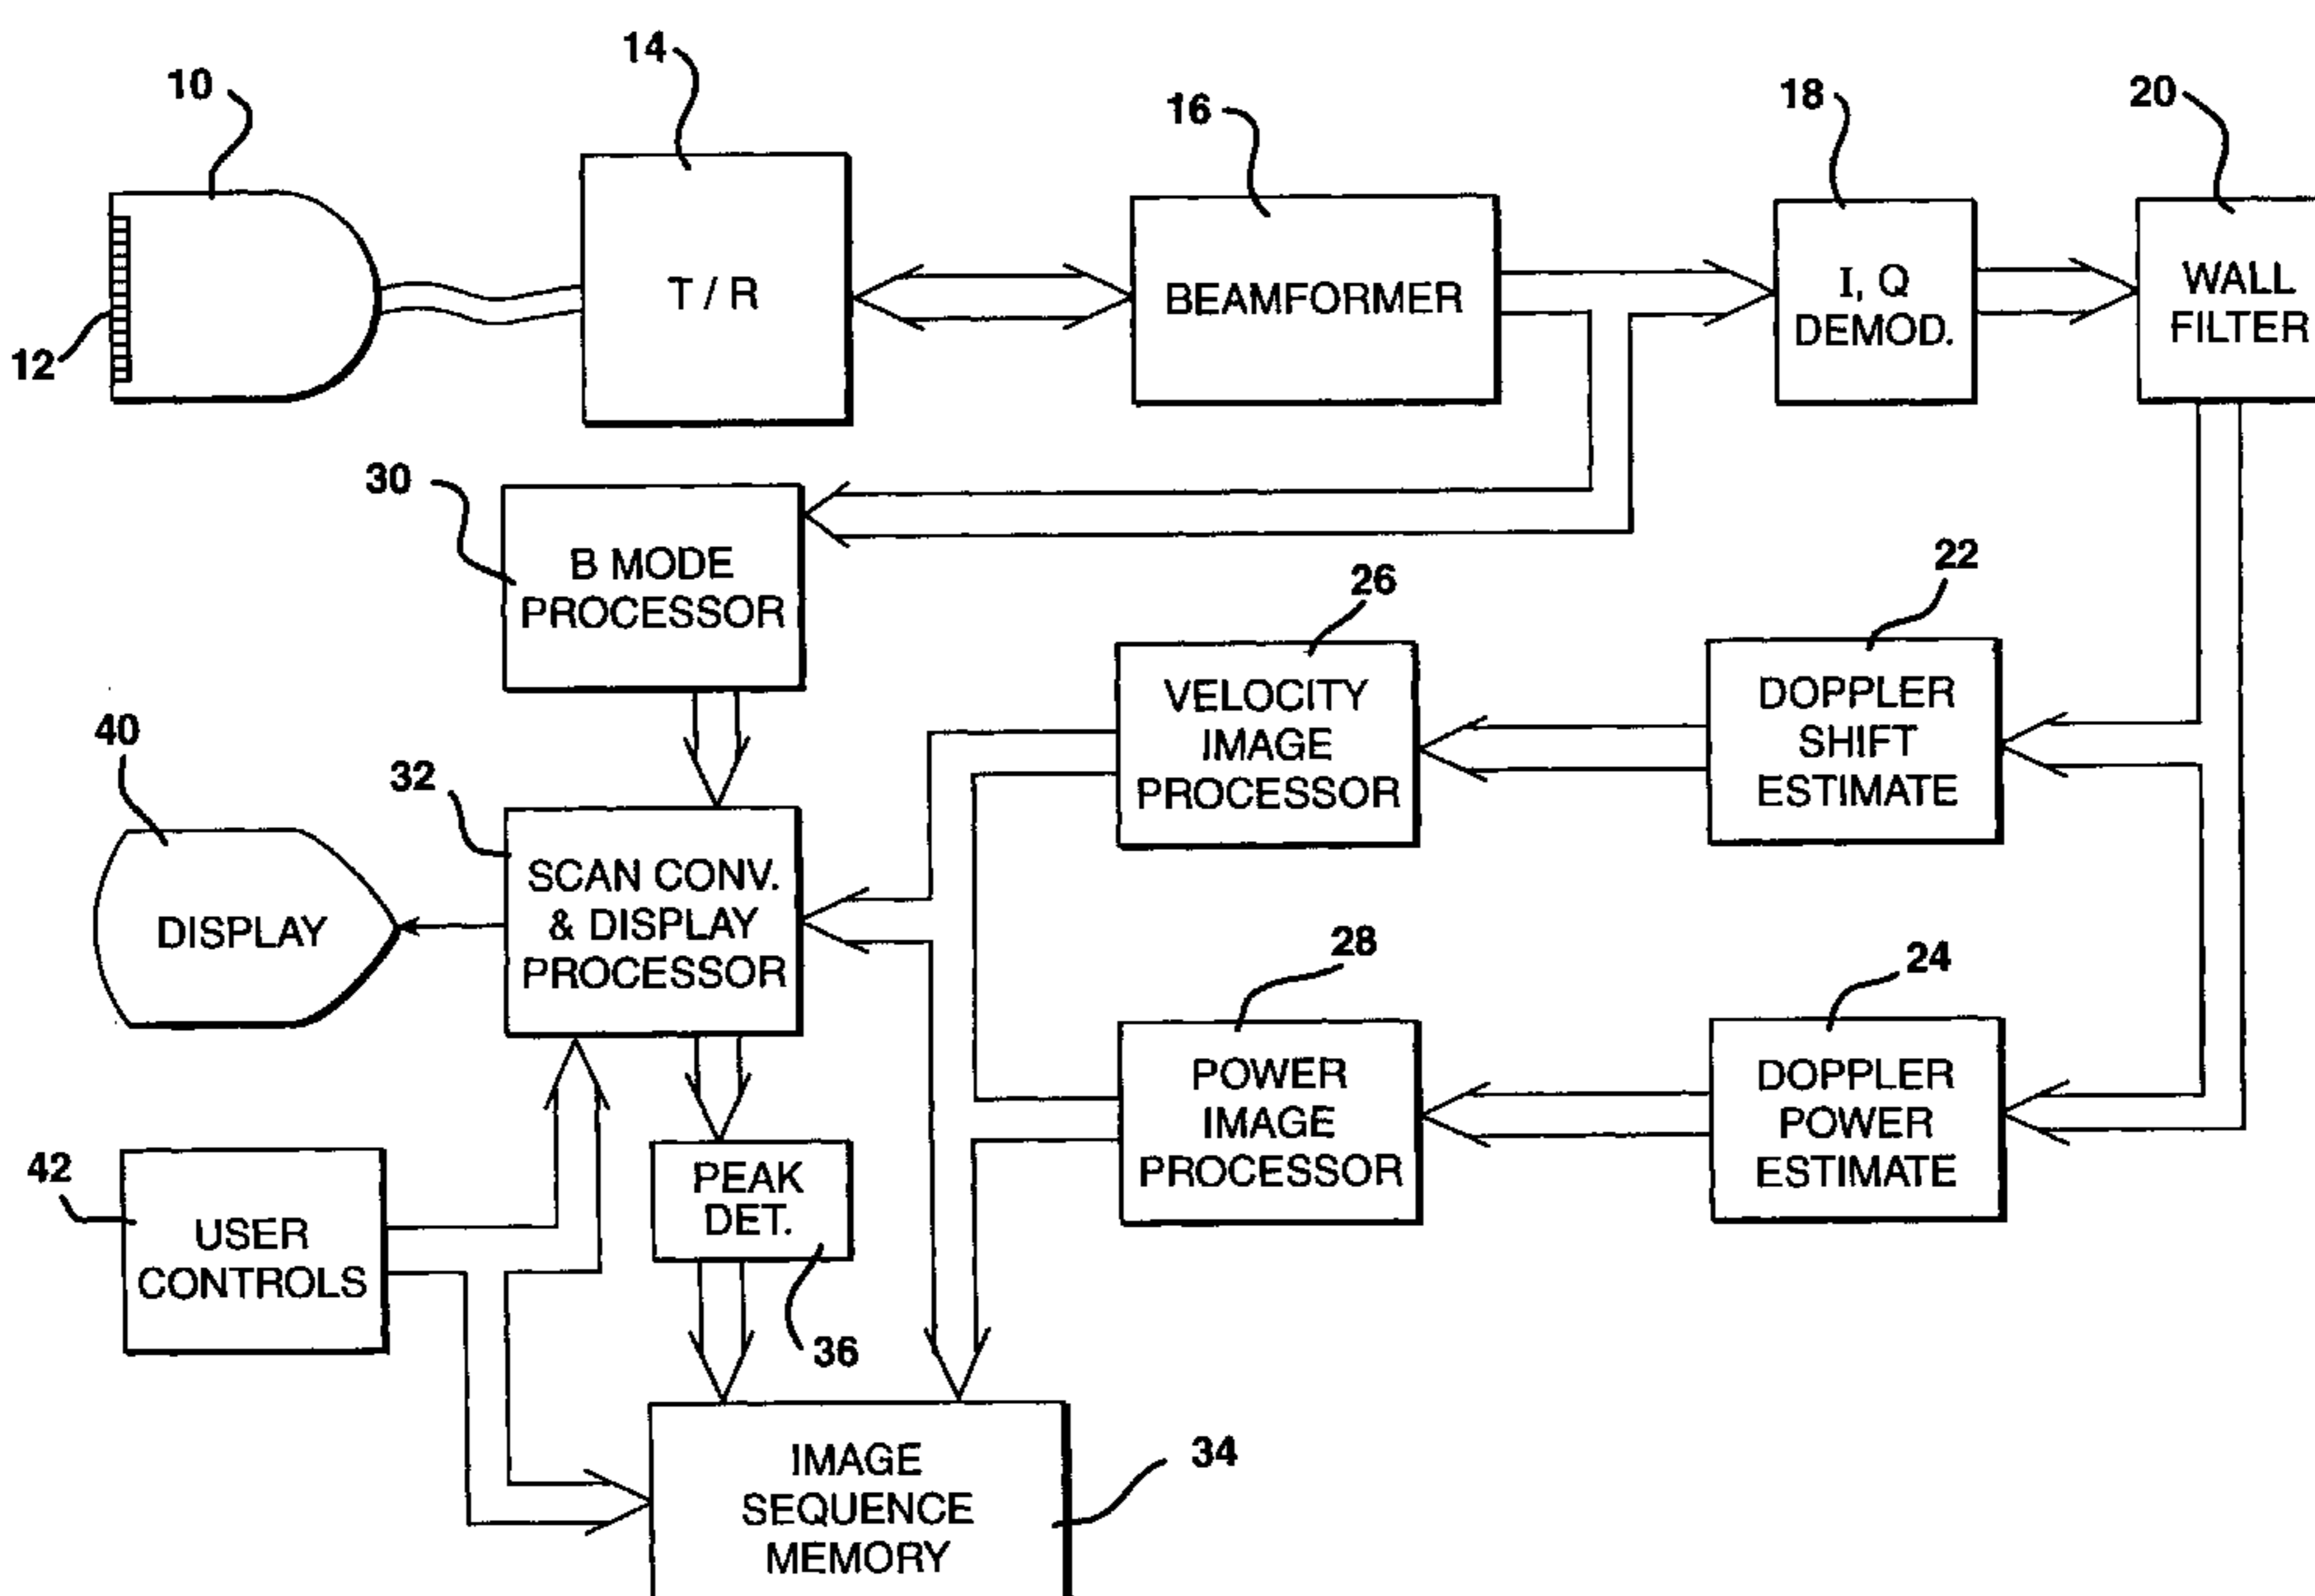 14
10
16
18
20
T / R
BEAMFORMER
I, Q
DEMOD.
WALL
FILTER
12
30
B MODE
PROCESSOR
26
22
VELOCITY
IMAGE
PROCESSOR
DOPPLER
SHIFT
ESTIMATE
40
32
DISPLAY
SCAN CONV.
& DISPLAY
PROCESSOR
28
24
POWER
IMAGE
PROCESSOR
DOPPLER
POWER
ESTIMATE
42
USER
CONTROLS
PEAK
DET.
36
IMAGE
SEQUENCE
MEMORY
34